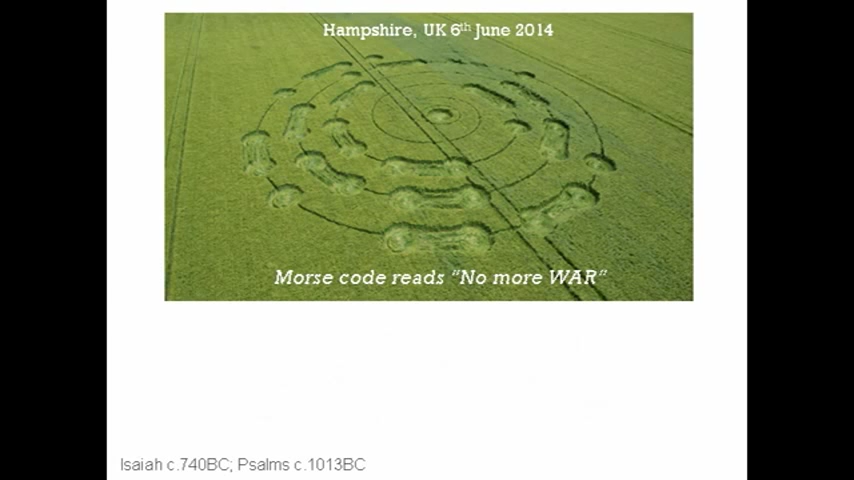 Hampshire, UK 6th June 2014
Morse code reads "No more WAR"
Isaiah c.740BC; Psalms c.1013BC